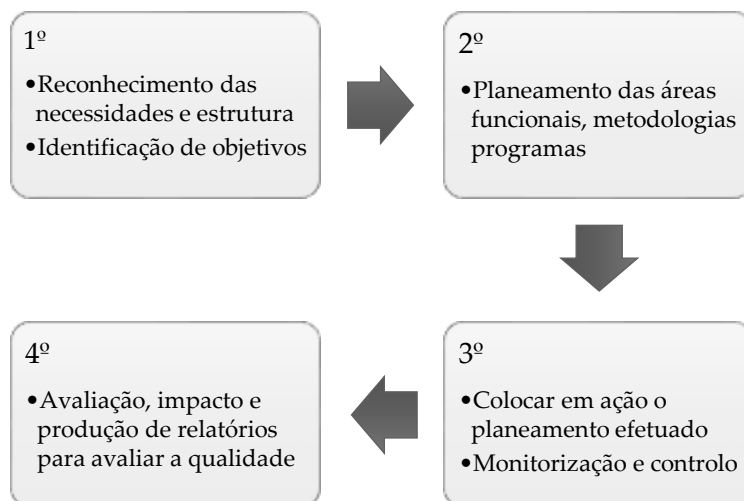 1º
•Reconhecimento das
necessidades e estrutura
•Identificação de objetivos
2º
•Planeamento das áreas
funcionais, metodologias
programas
3º
•Colocar em ação o
planeamento efetuado
•Monitorização e controlo
4º
•Avaliação, impacto e
produção de relatórios
para avaliar a qualidade